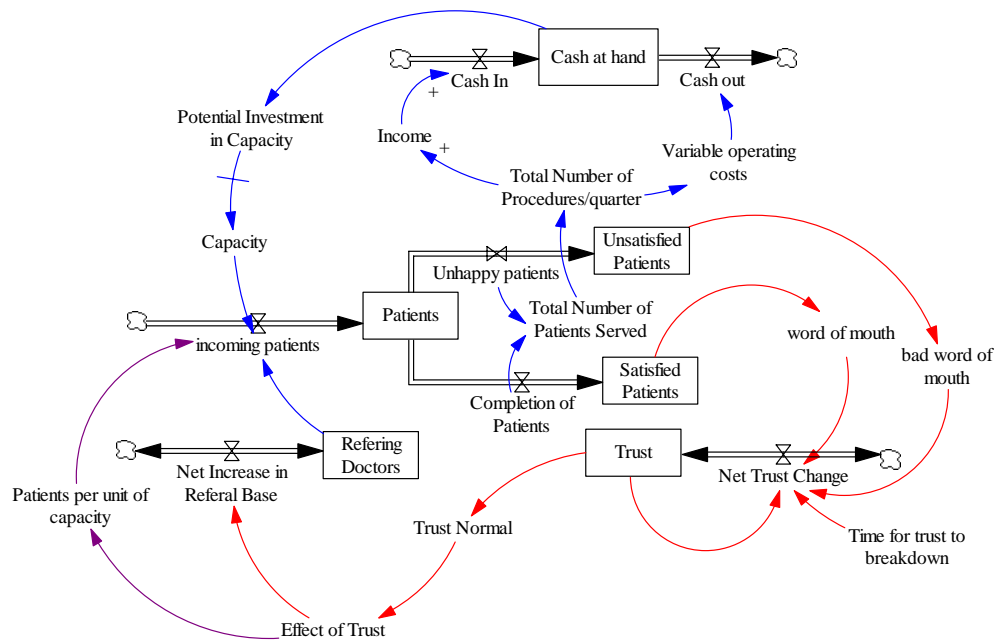 Cash at hand
Cash In
Cash out
+
Potential Investment
in Capacity
Income
+
Variable operating
costs
Total Number of
Procedures/quarter
Capacity
Unsatisfied
Patients
Unhappy patients
Patients
Total Number of
Patients Served
incoming patients
word of mouth
bad word of
mouth
Satisfied
Patients
Completion of
Patients
Refering
Doctors
Trust
Net Increase in
Referal Base
Net Trust Change
Patients per unit of
capacity
Trust Normal
Time for trust to
breakdown
Effect of Trust